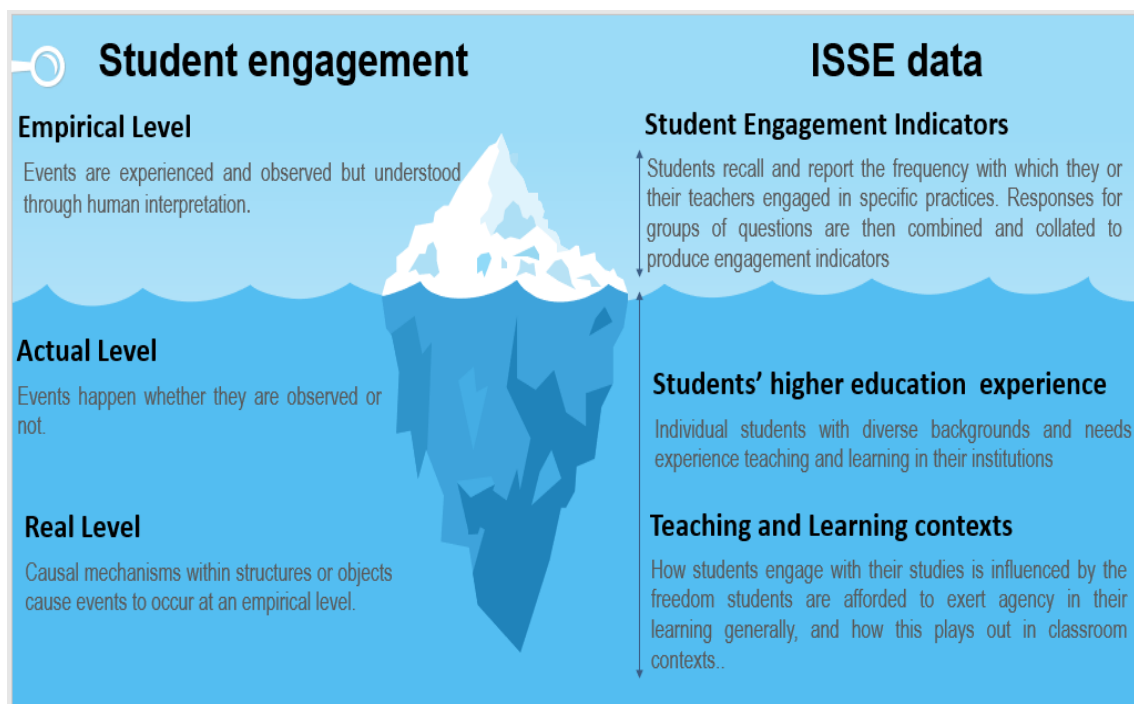 Student engagement
ISSE data
Empirical Level
Events are experienced and observed but understood
through human interpretation.
Student Engagement Indicators
Students recall and report the frequency with which they or
their teachers engaged in specific practices. Responses for
groups of questions are then combined and collated to
produce engagement indicators
Actual Level
Events happen whether they are observed or
not.
Students’ higher education experience
Individual students with diverse backgrounds and needs
experience teaching and learning in their institutions
Real Level
Causal mechanisms within structures or objects
cause events to occur at an empirical level.
Teaching and Learning contexts
How students engage with their studies is influenced by the
freedom students are afforded to exert agency in their
learning generally, and how this plays out in classroom
contexts..